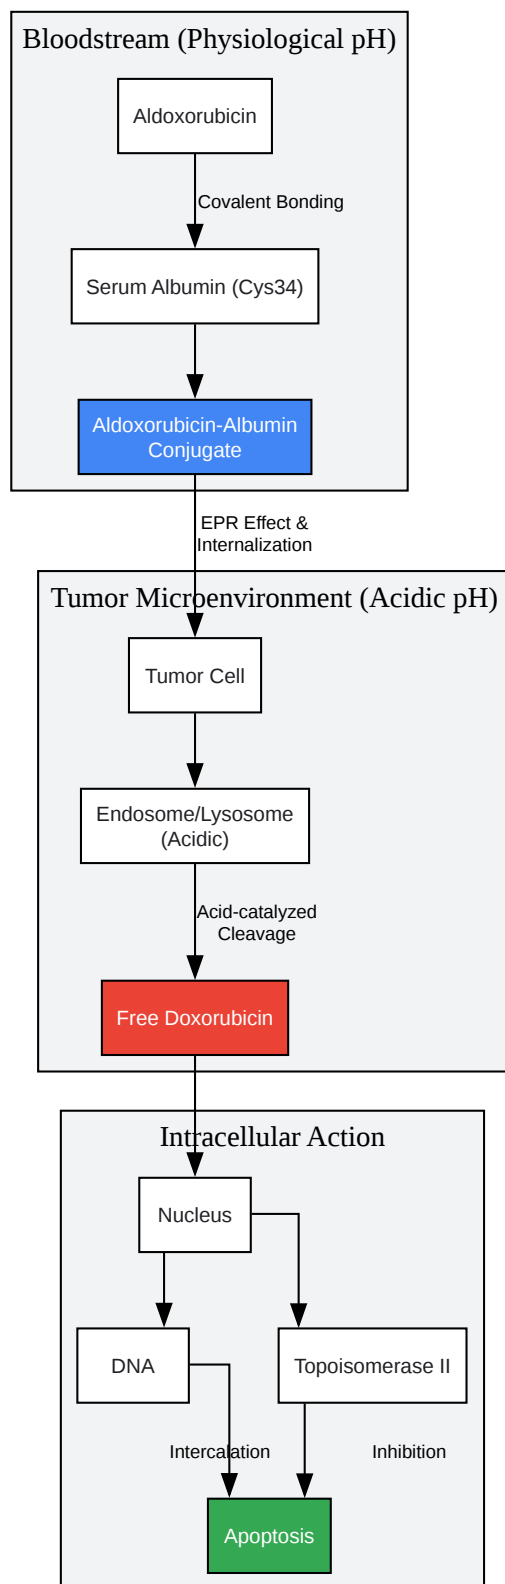 Bloodstream (Physiological pH)
Aldoxorubicin
Covalent Bonding
Serum Albumin (Cys34)
Aldoxorubicin-Albumin
Conjugate
EPR Effect &
Internalization
Tumor Microenvironment (Acidic pH)
Tumor Cell
Endosome/Lysosome
(Acidic)
Acid-catalyzed
Cleavage
Free Doxorubicin
Intracellular Action
Nucleus
DNA
Topoisomerase II
Intercalation
Inhibition
Apoptosis